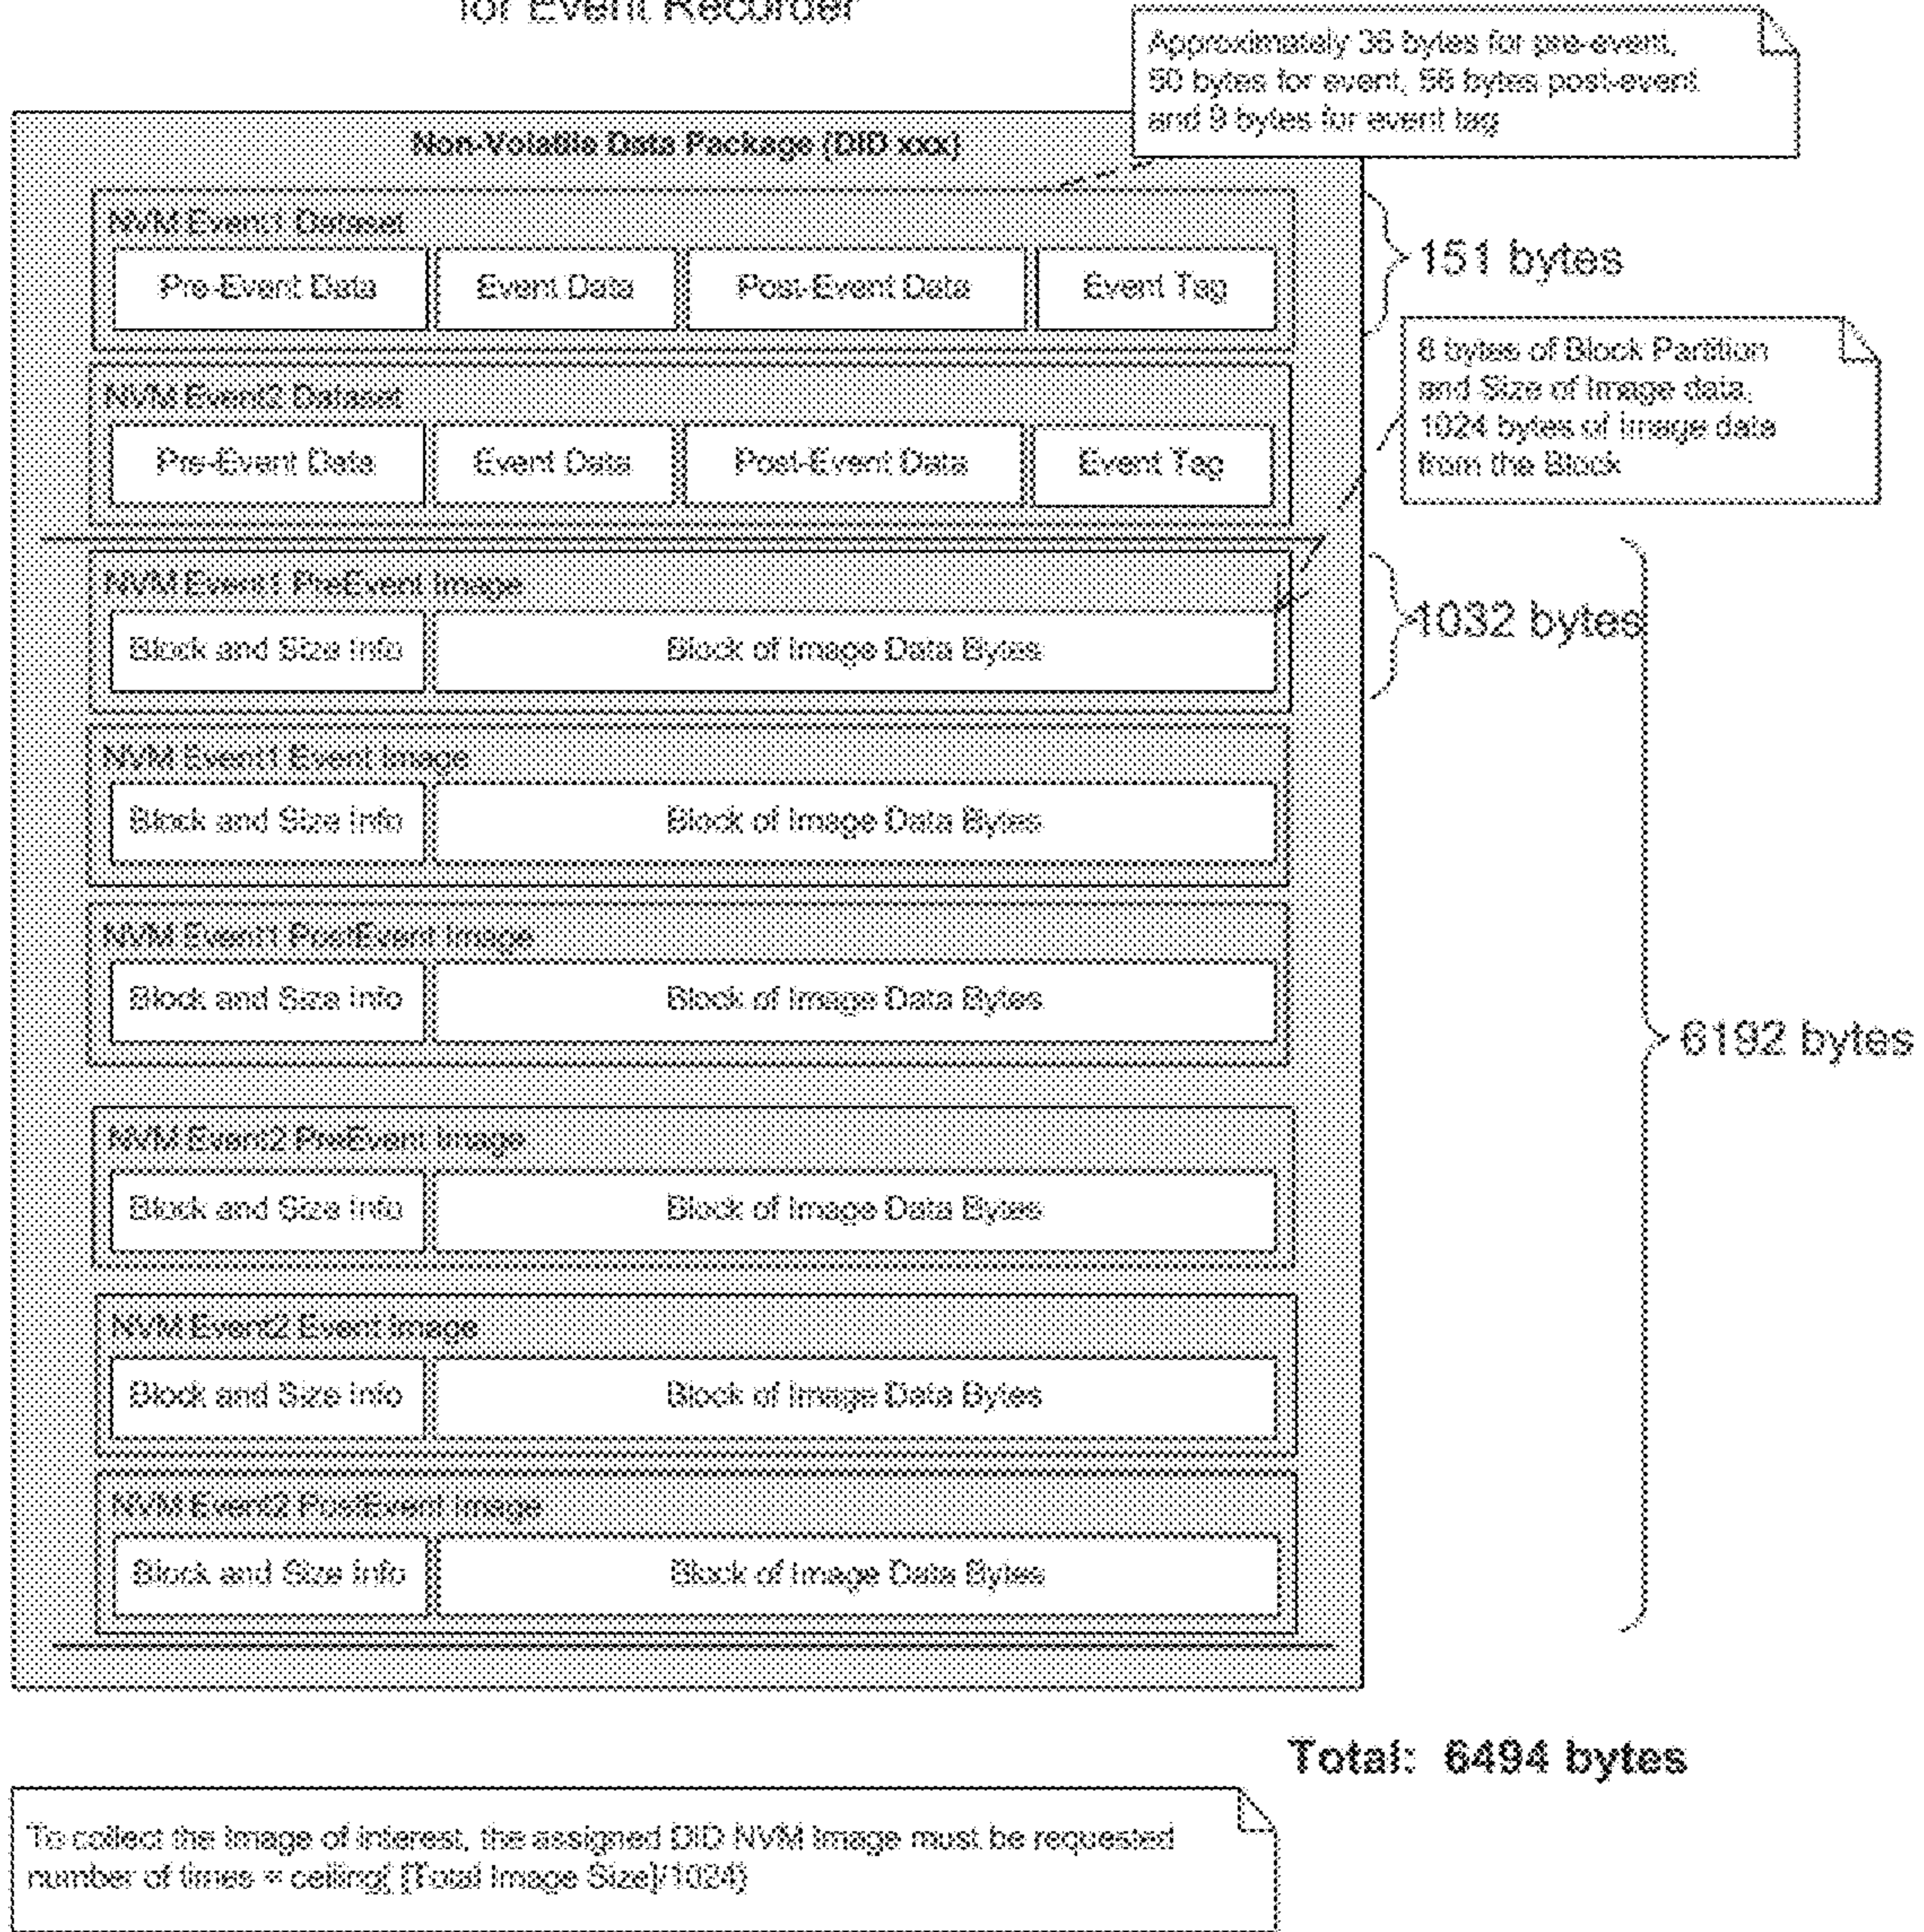 for Event Recorder
Approximately 36 bytes for pre-event,
50 bytes for event, 56 bytes post-event
and 9 bytes for event tag
Non-Volatile Data Package (DID xxx)
NVM Event1 Dataset
Pre-Event Data Event Data Post-Event Data Event Tag
151 bytes
8 bytes of Block Partition
and Size of Image data,
1024 bytes of image data
from the Block
NVM Event2 Dataset
Pre-Event Data Event Data Post-Event Data Event Tag
NVM Event1 PreEvent Image
Block and Size Info Block of Image Data Bytes
1032 bytes
NVM Event1 Event Image
Block and Size Info Block of Image Data Bytes
NVM Event1 PostEvent Image
Block and Size Info Block of Image Data Bytes
6192 bytes
NVM Event2 PreEvent Image
Block and Size Info Block of Image Data Bytes
NVM Event2 Event Image
Block and Size Info Block of Image Data Bytes
NVM Event2 PostEvent Image
Block and Size Info Block of Image Data Bytes
Total: 6494 bytes
To collect the image of interest, the assigned DID NVM Image must be requested
number of times = ceiling( [Total Image Size]/1024)